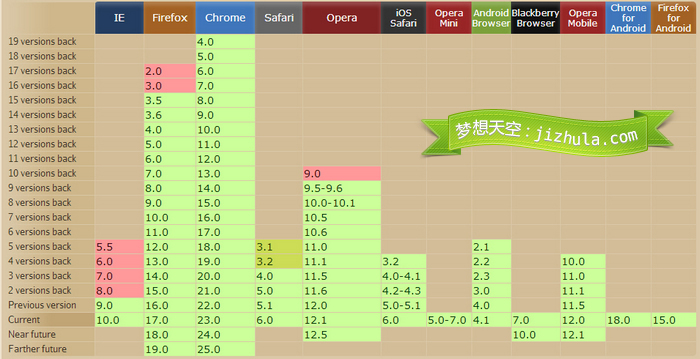 IE Firefox Chrome Safari Opera iOS Safari Opera Mini Android Browser Blackberry Browser Opera Mobile Chrome for Android Firefox for Android
19 versions back 4.0
18 versions back 5.0
17 versions back 2.0 6.0
16 versions back 3.0 7.0
15 versions back 3.5 8.0
14 versions back 3.6 9.0
13 versions back 4.0 10.0
12 versions back 5.0 11.0
11 versions back 6.0 12.0
10 versions back 7.0 13.0 9.0
9 versions back 8.0 14.0 9.5-9.6
8 versions back 9.0 15.0 10.0-10.1
7 versions back 10.0 16.0 10.5
6 versions back 11.0 17.0 10.6
5 versions back 5.5 12.0 18.0 3.1 11.0 2.1
4 versions back 6.0 13.0 19.0 3.2 11.1 3.2 2.2 10.0
3 versions back 7.0 14.0 20.0 4.0 11.5 4.0-4.1 2.3 11.0
2 versions back 8.0 15.0 21.0 5.0 11.6 4.2-4.3 3.0 11.1
Previous version 9.0 16.0 22.0 5.1 12.0 5.0-5.1 4.0 11.5
Current 10.0 17.0 23.0 6.0 12.1 6.0 5.0-7.0 4.1 7.0 12.0 18.0 15.0
Near future 18.0 24.0 12.5 10.0 12.1
Farther future 19.0 25.0
梦想天空：jizhula.com